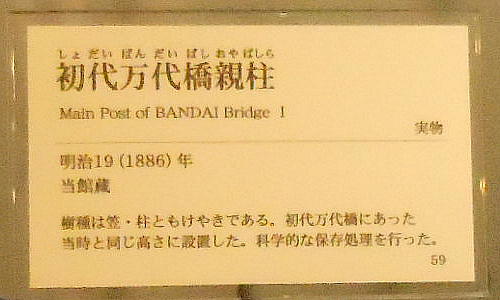 しょ だい ばん だい ばし おや ばしら
初代万代橋親柱
Main Post of BANDAI Bridge I
実物
明治19（1886）年
当館蔵
樹種は笠・柱ともけやきである。初代万代橋にあった
当時と同じ高さに設置した。科学的な保存処理を行った。
59